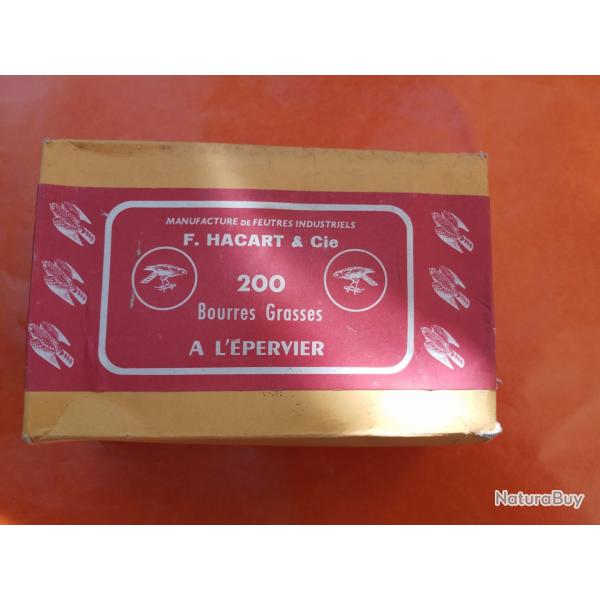 MANUFACTURE DE FEUTRES INDUSTRIELS
F. HACART & Cie
200
Bourres Grasses
A L'ÉPERVIER
NaturaBuy